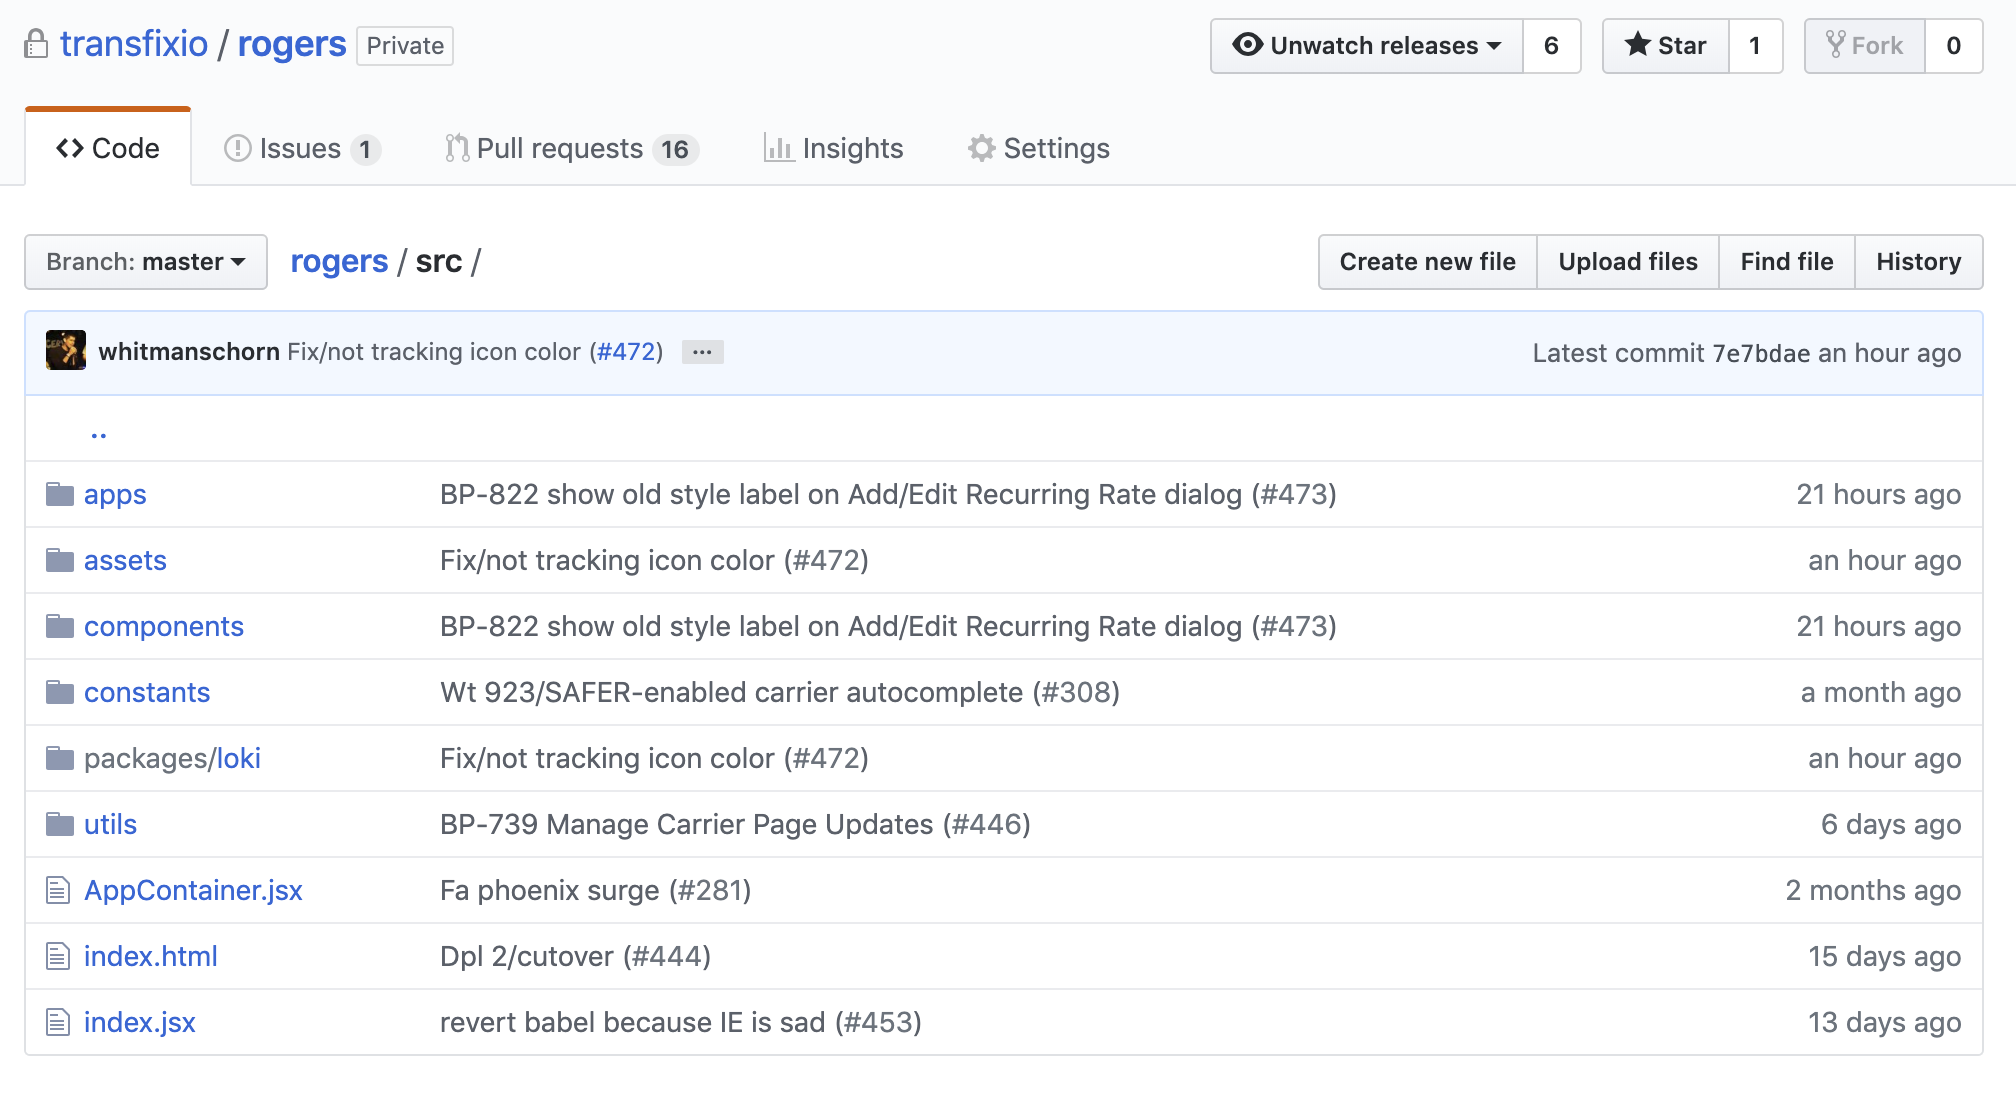 transfixio / rogers Private Unwatch releases 6 Star 1 Fork 0
Code Issues 1 Pull requests 16 Insights Settings
Branch: master rogers / src / Create new file Upload files Find file History
whitmanschorn Fix/not tracking icon color (#472) ... Latest commit 7e7bdae an hour ago
..
apps BP-822 show old style label on Add/Edit Recurring Rate dialog (#473) 21 hours ago
assets Fix/not tracking icon color (#472) an hour ago
components BP-822 show old style label on Add/Edit Recurring Rate dialog (#473) 21 hours ago
constants Wt 923/SAFER-enabled carrier autocomplete (#308) a month ago
packages/loki Fix/not tracking icon color (#472) an hour ago
utils BP-739 Manage Carrier Page Updates (#446) 6 days ago
AppContainer.jsx Fa phoenix surge (#281) 2 months ago
index.html Dpl 2/cutover (#444) 15 days ago
index.jsx revert babel because IE is sad (#453) 13 days ago